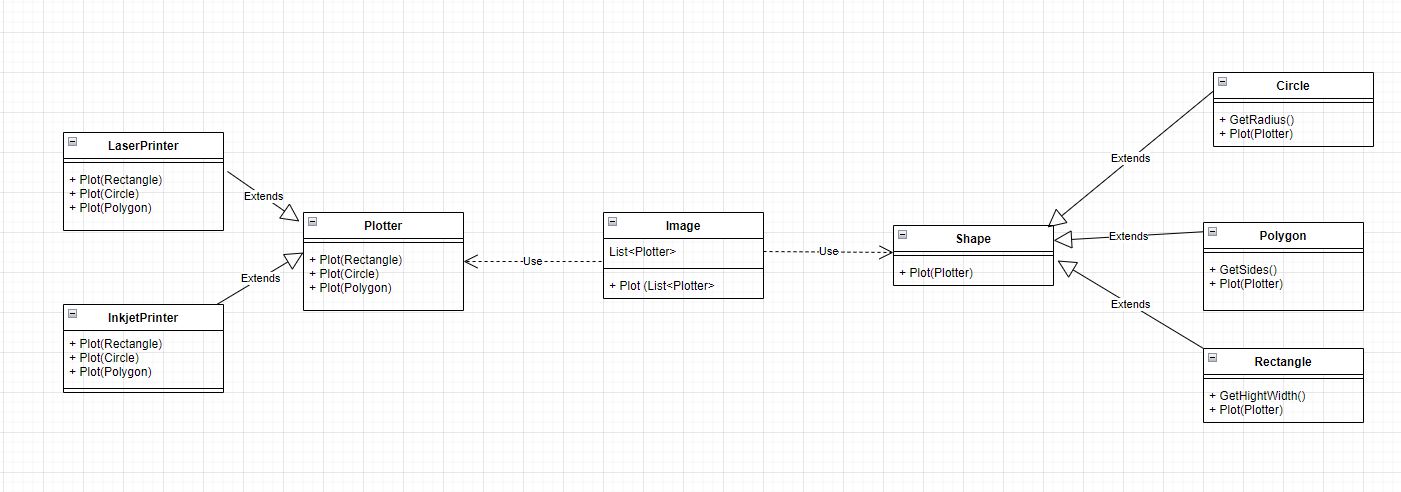 LaserPrinter
+ Plot(Rectangle)
+ Plot(Circle)
+ Plot(Polygon)
Extends
InkjetPrinter
+ Plot(Rectangle)
+ Plot(Circle)
+ Plot(Polygon)
Extends
Plotter
+ Plot(Rectangle)
+ Plot(Circle)
+ Plot(Polygon)
Use
Image
List<Plotter>
+ Plot (List<Plotter>
Use
Shape
+ Plot(Plotter)
Extends
Circle
+ GetRadius()
+ Plot(Plotter)
Extends
Polygon
+ GetSides()
+ Plot(Plotter)
Extends
Rectangle
+ GetHightWidth()
+ Plot(Plotter)